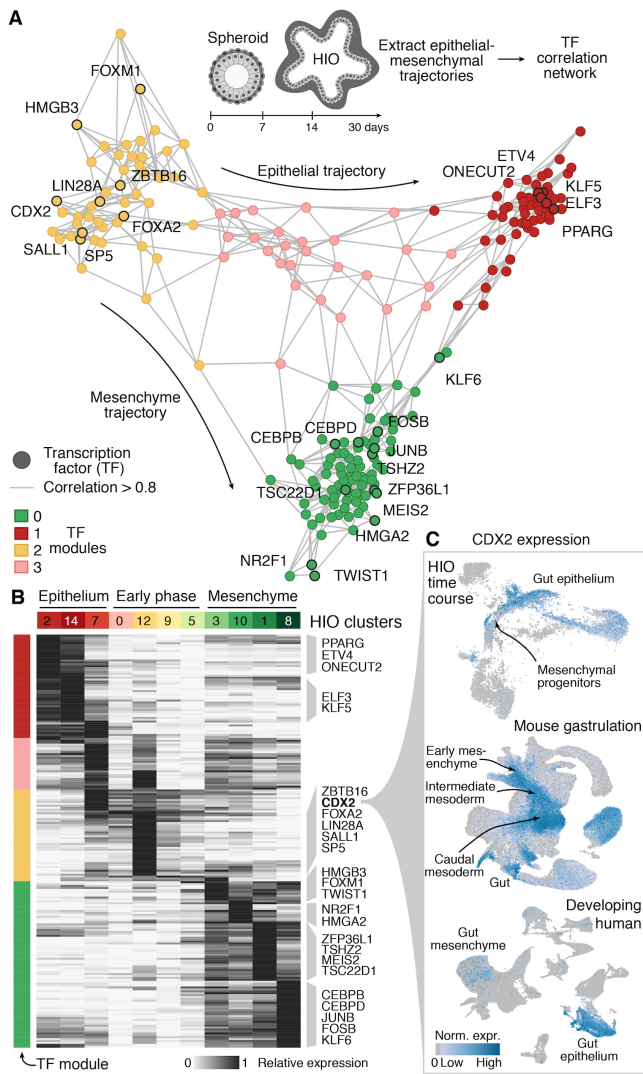 A
Spheroid
HIO
Extract epithelial-
mesenchymal
trajectories
TF
correlation
network
0 7 14 30 days
FOXM1
HMGB3
ZBTB16
LIN28A
CDX2
FOXA2
SALL1
SP5
Epithelial trajectory
ETV4
ONECUT2
KLF5
ELF3
PPARG
Mesenchyme
trajectory
KLF6
FOSB
CEBPD
CEBPB
JUNB
TSHZ2
TSC22D1
ZFP36L1
MEIS2
HMGA2
NR2F1
TWIST1
Transcription
factor (TF)
Correlation > 0.8
0
1
2
3
TF
modules
B
Epithelium Early phase Mesenchyme
2 14 7 0 12 9 5 3 10 1 8
HIO clusters
PPARG
ETV4
ONECUT2
ELF3
KLF5
ZBTB16
CDX2
FOXA2
LIN28A
SALL1
SP5
HMGB3
FOXM1
TWIST1
NR2F1
HMGA2
ZFP36L1
TSHZ2
MEIS2
TSC22D1
CEBPB
CEBPD
JUNB
FOSB
KLF6
TF module
0 1 Relative expression
C
CDX2 expression
HIO
time
course
Gut epithelium
Mesenchymal
progenitors
Mouse gastrulation
Early mes-
enchyme
Intermediate
mesoderm
Caudal
mesoderm
Gut
Developing
human
Gut
mesenchyme
Norm. expr.
0 Low High
Gut
epithelium